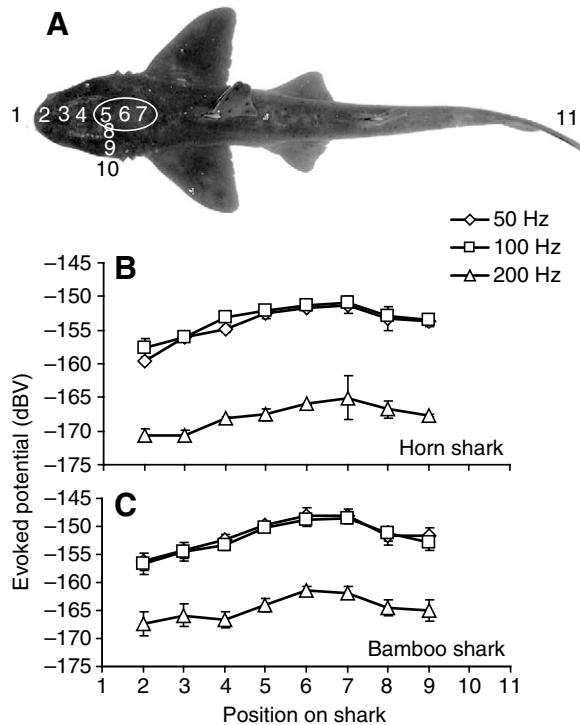 A
1 2 3 4 5 6 7
8
9
10
11
50 Hz
100 Hz
200 Hz
B
–145
–150
–155
–160
–165
–170
–175
Horn shark
C
–145
–150
–155
–160
–165
–170
–175
Bamboo shark
1 2 3 4 5 6 7 8 9 10 11
Position on shark
Evoked potential (dBV)